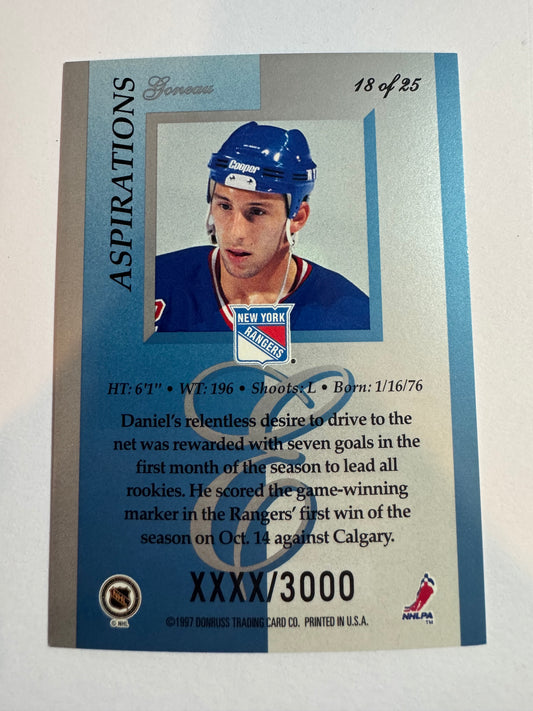 ASPIRATIONS
Goneau
18 of 25
Cooper
NEW YORK
RANGERS
®
HT: 6'1" • WT: 196 • Shoots: L • Born: 1/16/76
Daniel's relentless desire to drive to the
net was rewarded with seven goals in the
first month of the season to lead all
rookies. He scored the game-winning
marker in the Rangers' first win of the
season on Oct. 14 against Calgary.
XXXX/3000
NHL
© NHL
©1997 DONRUSS TRADING CARD CO. PRINTED IN U.S.A.
NHLPA
TM